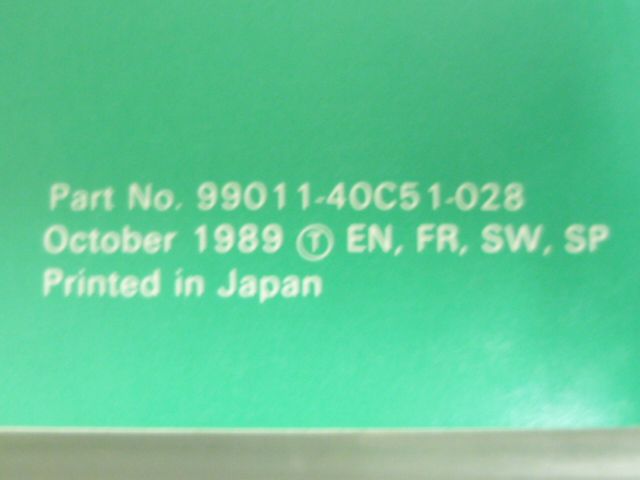 Part No. 99011-40C51-028
October 1989 Ⓣ EN, FR, SW, SP
Printed in Japan